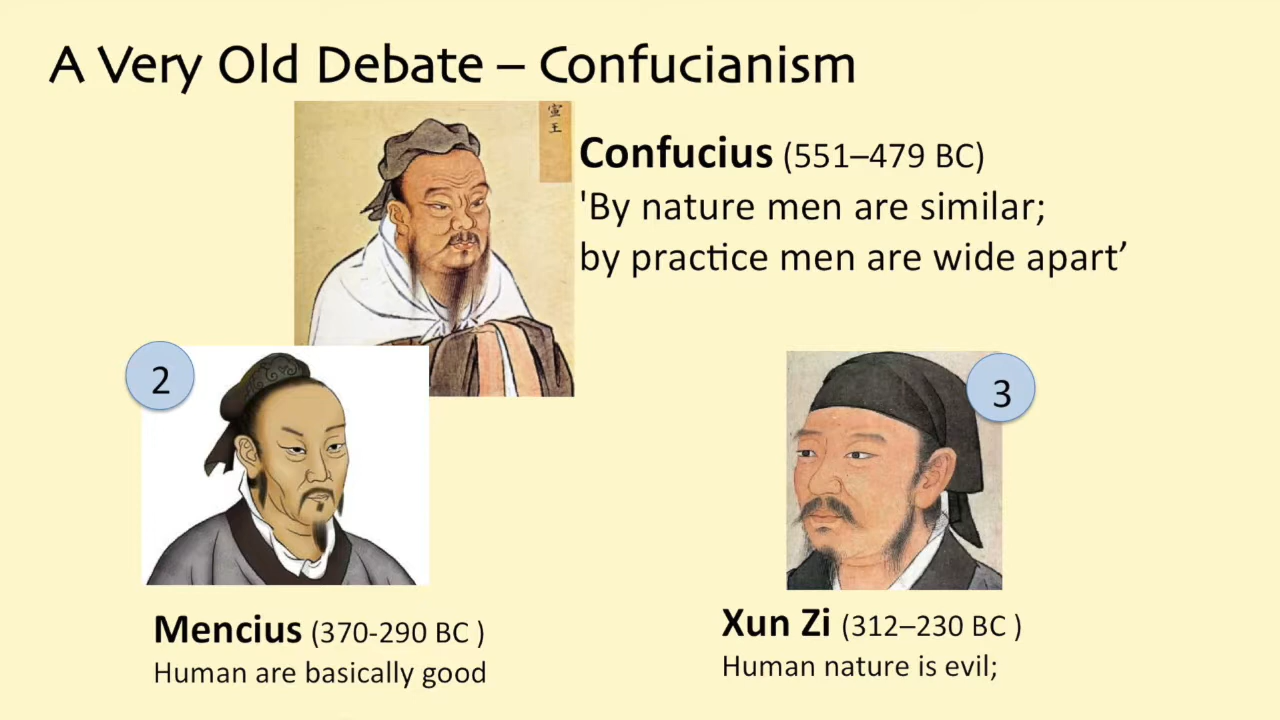 A Very Old Debate – Confucianism
宣
王
Confucius (551–479 BC)
'By nature men are similar;
by practice men are wide apart’
2
3
Mencius (370-290 BC )
Human are basically good
Xun Zi (312–230 BC )
Human nature is evil;